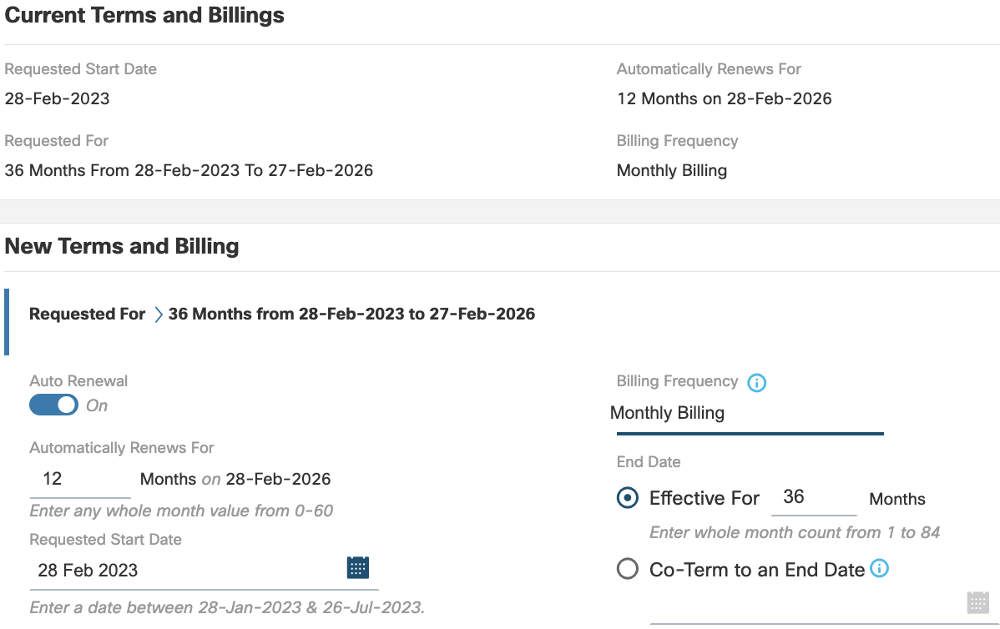 Current Terms and Billings
Requested Start Date
28-Feb-2023
Automatically Renews For
12 Months on 28-Feb-2026
Requested For
36 Months From 28-Feb-2023 To 27-Feb-2026
Billing Frequency
Monthly Billing
New Terms and Billing
Requested For 36 Months from 28-Feb-2023 to 27-Feb-2026
Auto Renewal
On
Automatically Renews For
12 Months on 28-Feb-2026
Enter any whole month value from 0-60
Requested Start Date
28 Feb 2023
Enter a date between 28-Jan-2023 & 26-Jul-2023.
Billing Frequency
Monthly Billing
End Date
Effective For 36 Months
Enter whole month count from 1 to 84
Co-Term to an End Date